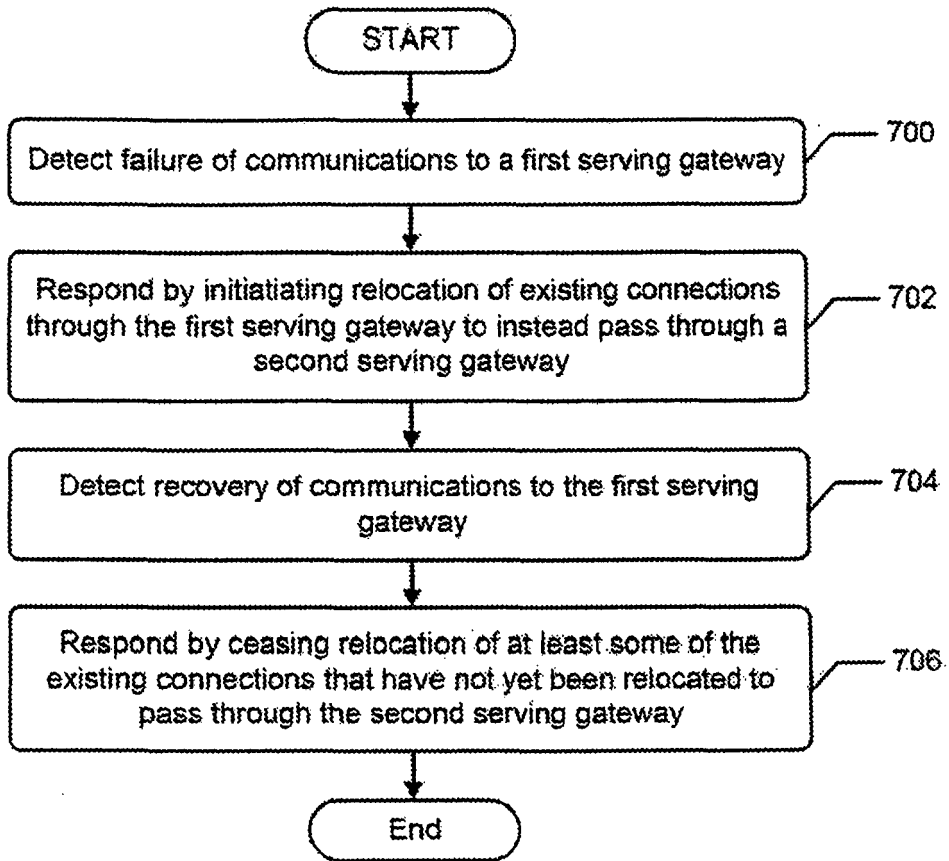 START
Detect failure of communications to a first serving gateway
700
Respond by initiatiating relocation of existing connections
through the first serving gateway to instead pass through a
second serving gateway
702
Detect recovery of communications to the first serving
gateway
704
Respond by ceasing relocation of at least some of the
existing connections that have not yet been relocated to
pass through the second serving gateway
706
End